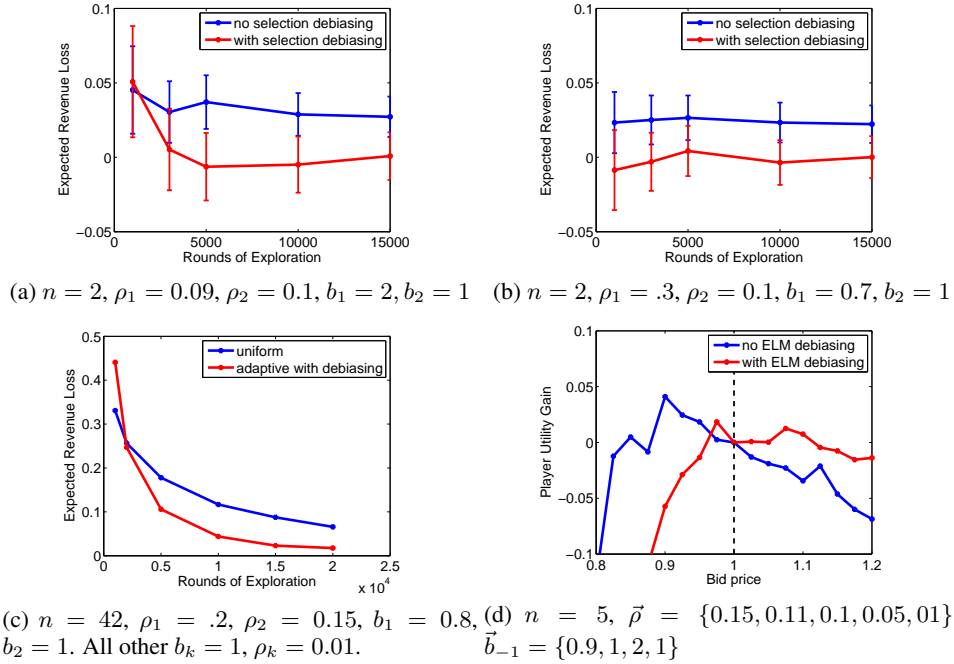 0.1
0.05
0
−0.05
0
5000
10000
15000
Expected Revenue Loss
Rounds of Exploration
no selection debiasing
with selection debiasing
(a) n = 2, ρ1 = 0.09, ρ2 = 0.1, b1 = 2, b2 = 1
0.1
0.05
0
−0.05
0
5000
10000
15000
Expected Revenue Loss
Rounds of Exploration
no selection debiasing
with selection debiasing
(b) n = 2, ρ1 = .3, ρ2 = 0.1, b1 = 0.7, b2 = 1
0.5
0.4
0.3
0.2
0.1
0
0
0.5
1
1.5
2
2.5
x 10^4
Expected Revenue Loss
Rounds of Exploration
uniform
adaptive with debiasing
(c) n = 42, ρ1 = .2, ρ2 = 0.15, b1 = 0.8,
b2 = 1. All other bk = 1, ρk = 0.01.
0.1
0.05
0
−0.05
−0.1
0.8
0.9
1
1.1
1.2
Player Utility Gain
Bid price
no ELM debiasing
with ELM debiasing
(d) n = 5, ρ⃗ = {0.15, 0.11, 0.1, 0.05, 01}
b⃗−1 = {0.9, 1, 2, 1}